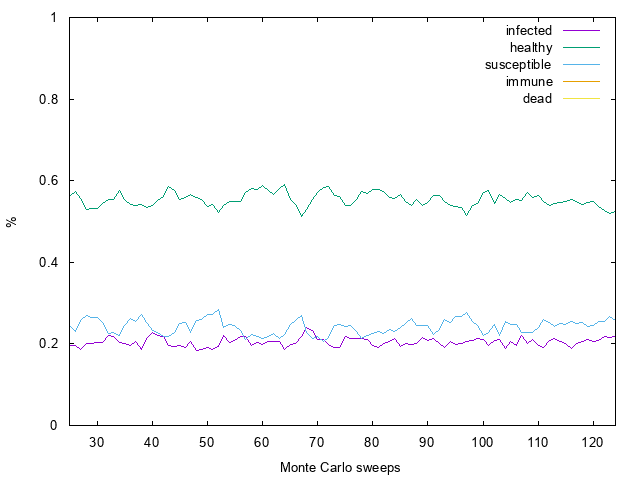 1
0.8
0.6
0.4
0.2
0
%
infected
healthy
susceptible
immune
dead
30 40 50 60 70 80 90 100 110 120
Monte Carlo sweeps